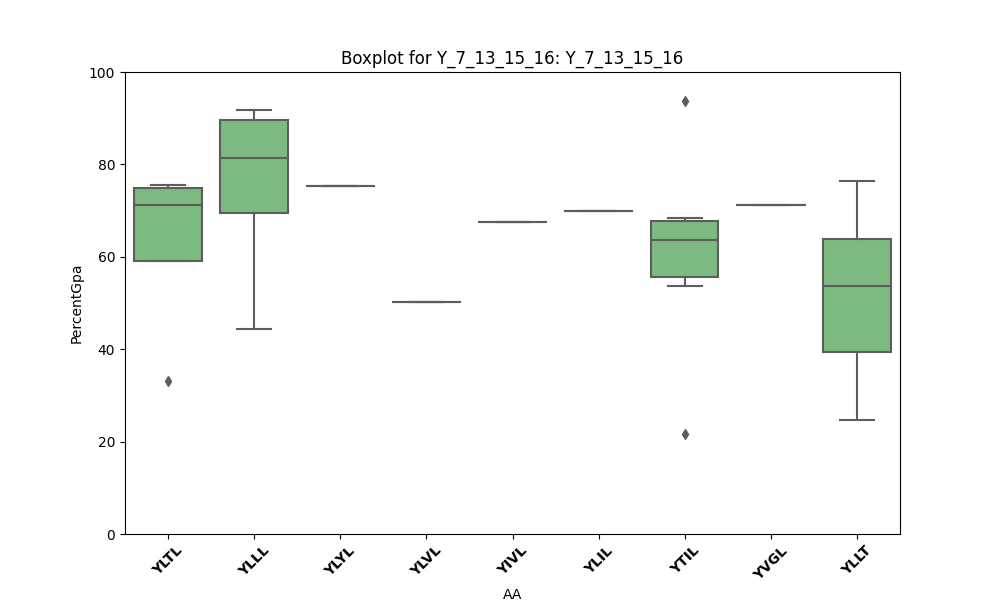 Boxplot for Y_7_13_15_16: Y_7_13_15_16
100
80
60
40
20
0
PercentGpa
YLTL YLLL YLYL YLVL YIVL YLIL YTIL YVGL YLLT
AA